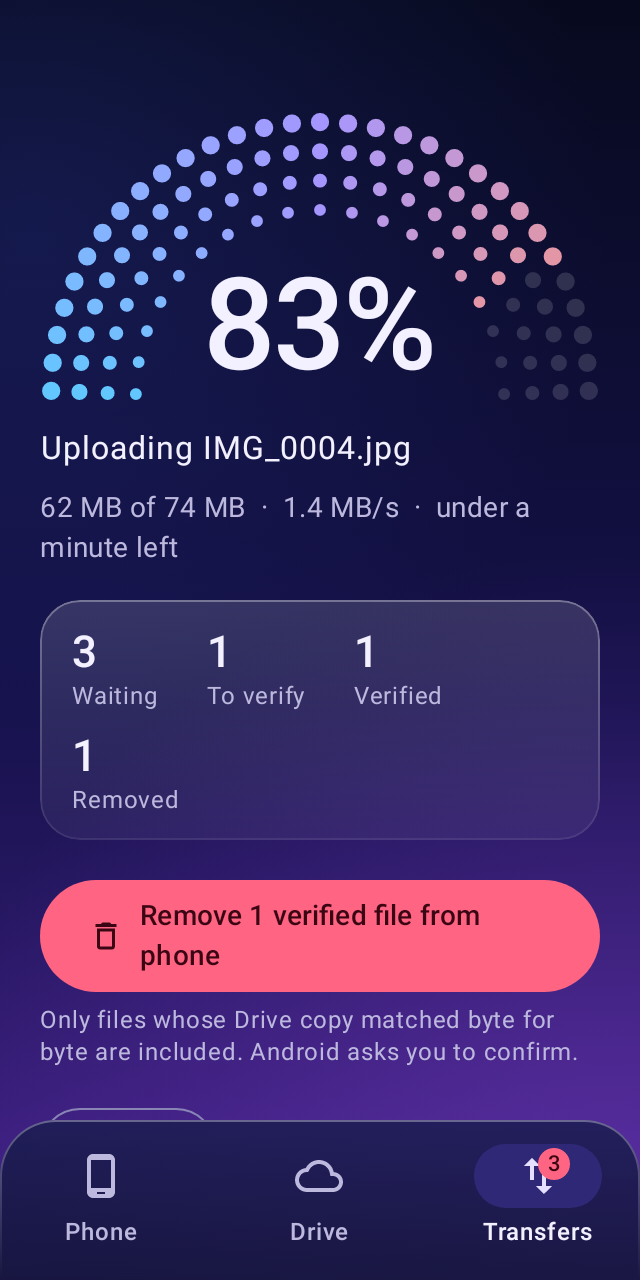 83%
Uploading IMG_0004.jpg
62 MB of 74 MB · 1.4 MB/s · under a
minute left
3 1 1
Waiting To verify Verified
1
Removed
Remove 1 verified file from
phone
Only files whose Drive copy matched byte for
byte are included. Android asks you to confirm.
3
Phone Drive Transfers